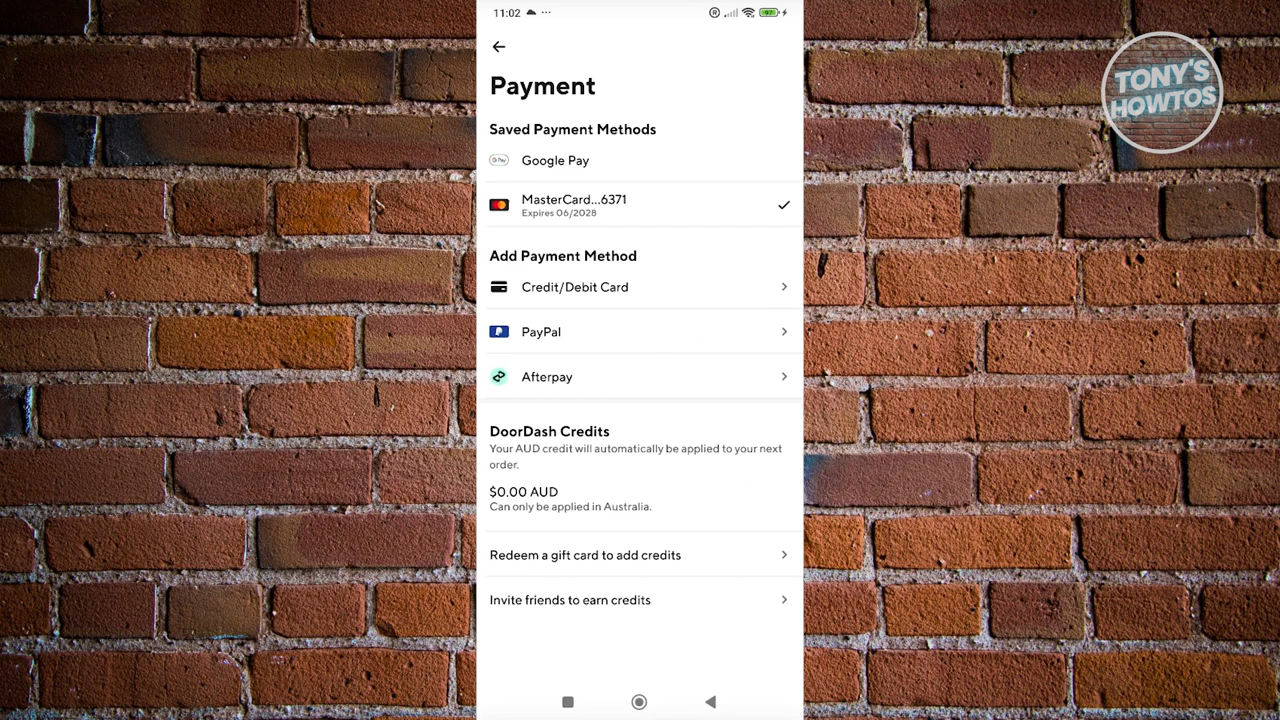 11:02
TONY'S
HOWTOS
Payment
Saved Payment Methods
G Pay
Google Pay
MasterCard...6371
Expires 06/2028
Add Payment Method
Credit/Debit Card
PayPal
Afterpay
DoorDash Credits
Your AUD credit will automatically be applied to your next
order.
$0.00 AUD
Can only be applied in Australia.
Redeem a gift card to add credits
Invite friends to earn credits